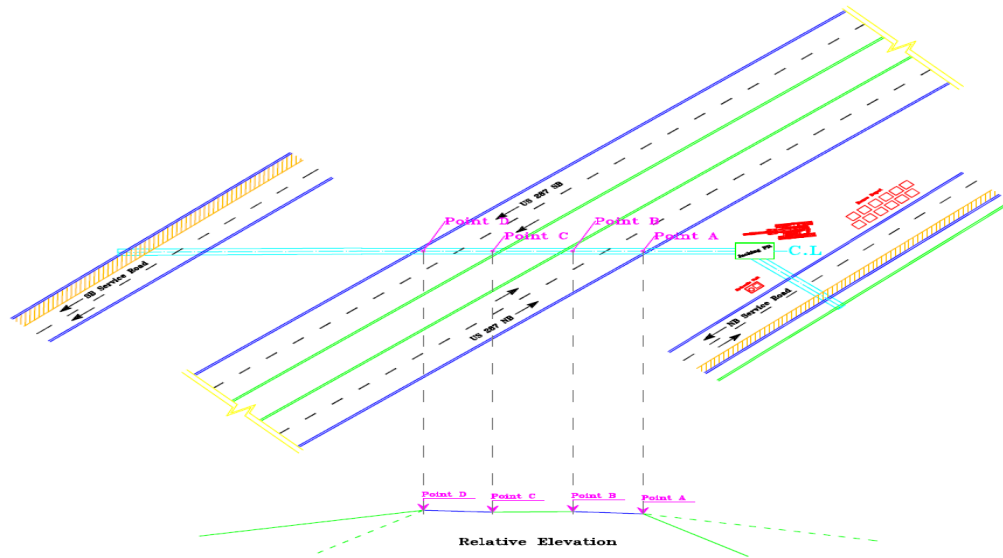 US 287 SB
Point D
Point B
Point C
Point A
C.L
SB Service Road
US 287 NB
NB Service Road
Point D
Point C
Point B
Point A
Relative Elevation